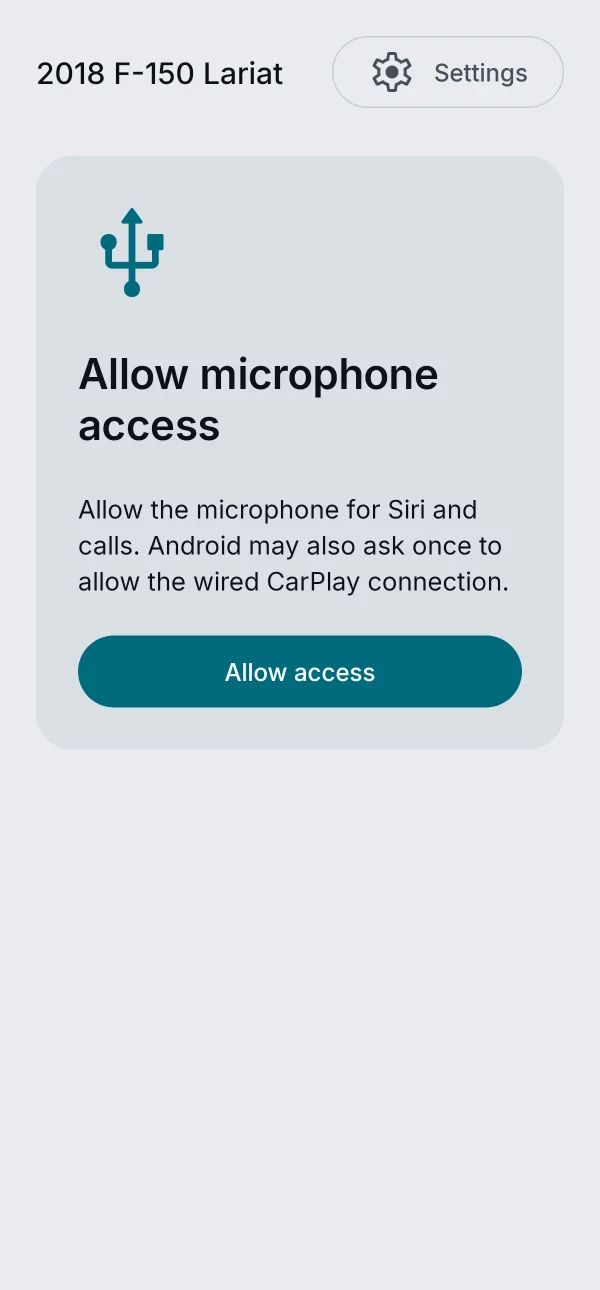 2018 F-150 Lariat
Settings
Allow microphone
access
Allow the microphone for Siri and
calls. Android may also ask once to
allow the wired CarPlay connection.
Allow access